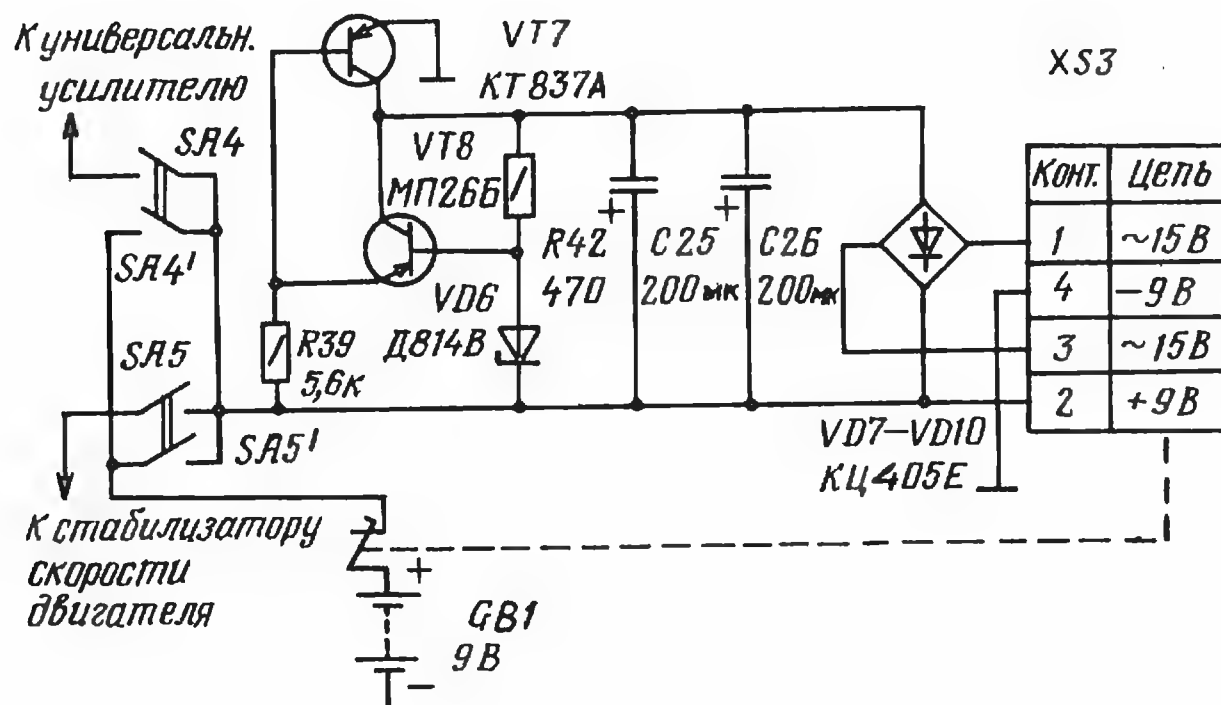 К универсальн.
усилителю
SA4
SA4'
SA5
SA5'
К стабилизатору
скорости
двигателя
VT7
КТ837А
VT8
МП26Б
R39
5,6к
VD6
Д814В
R42
470
C25
200мк
+
C26
200мк
+
VD7–VD10
КЦ405Е
+
GB1
9В
–
XS3
Конт. Цепь
1 ~15В
4 –9В
3 ~15В
2 +9В